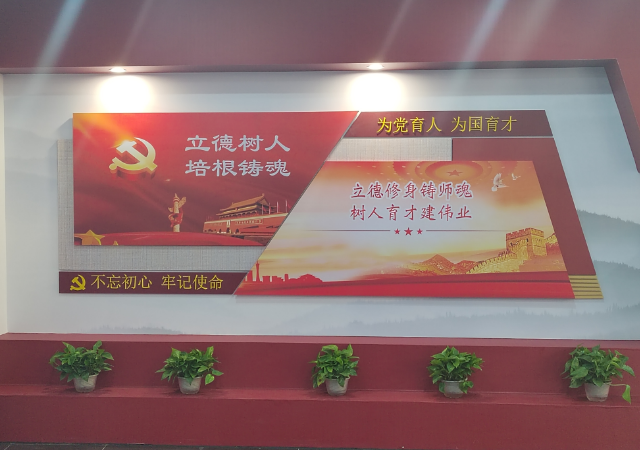 立德树人
培根铸魂
为党育人 为国育才
立德修身铸师魂
树人育才建伟业
不忘初心 牢记使命